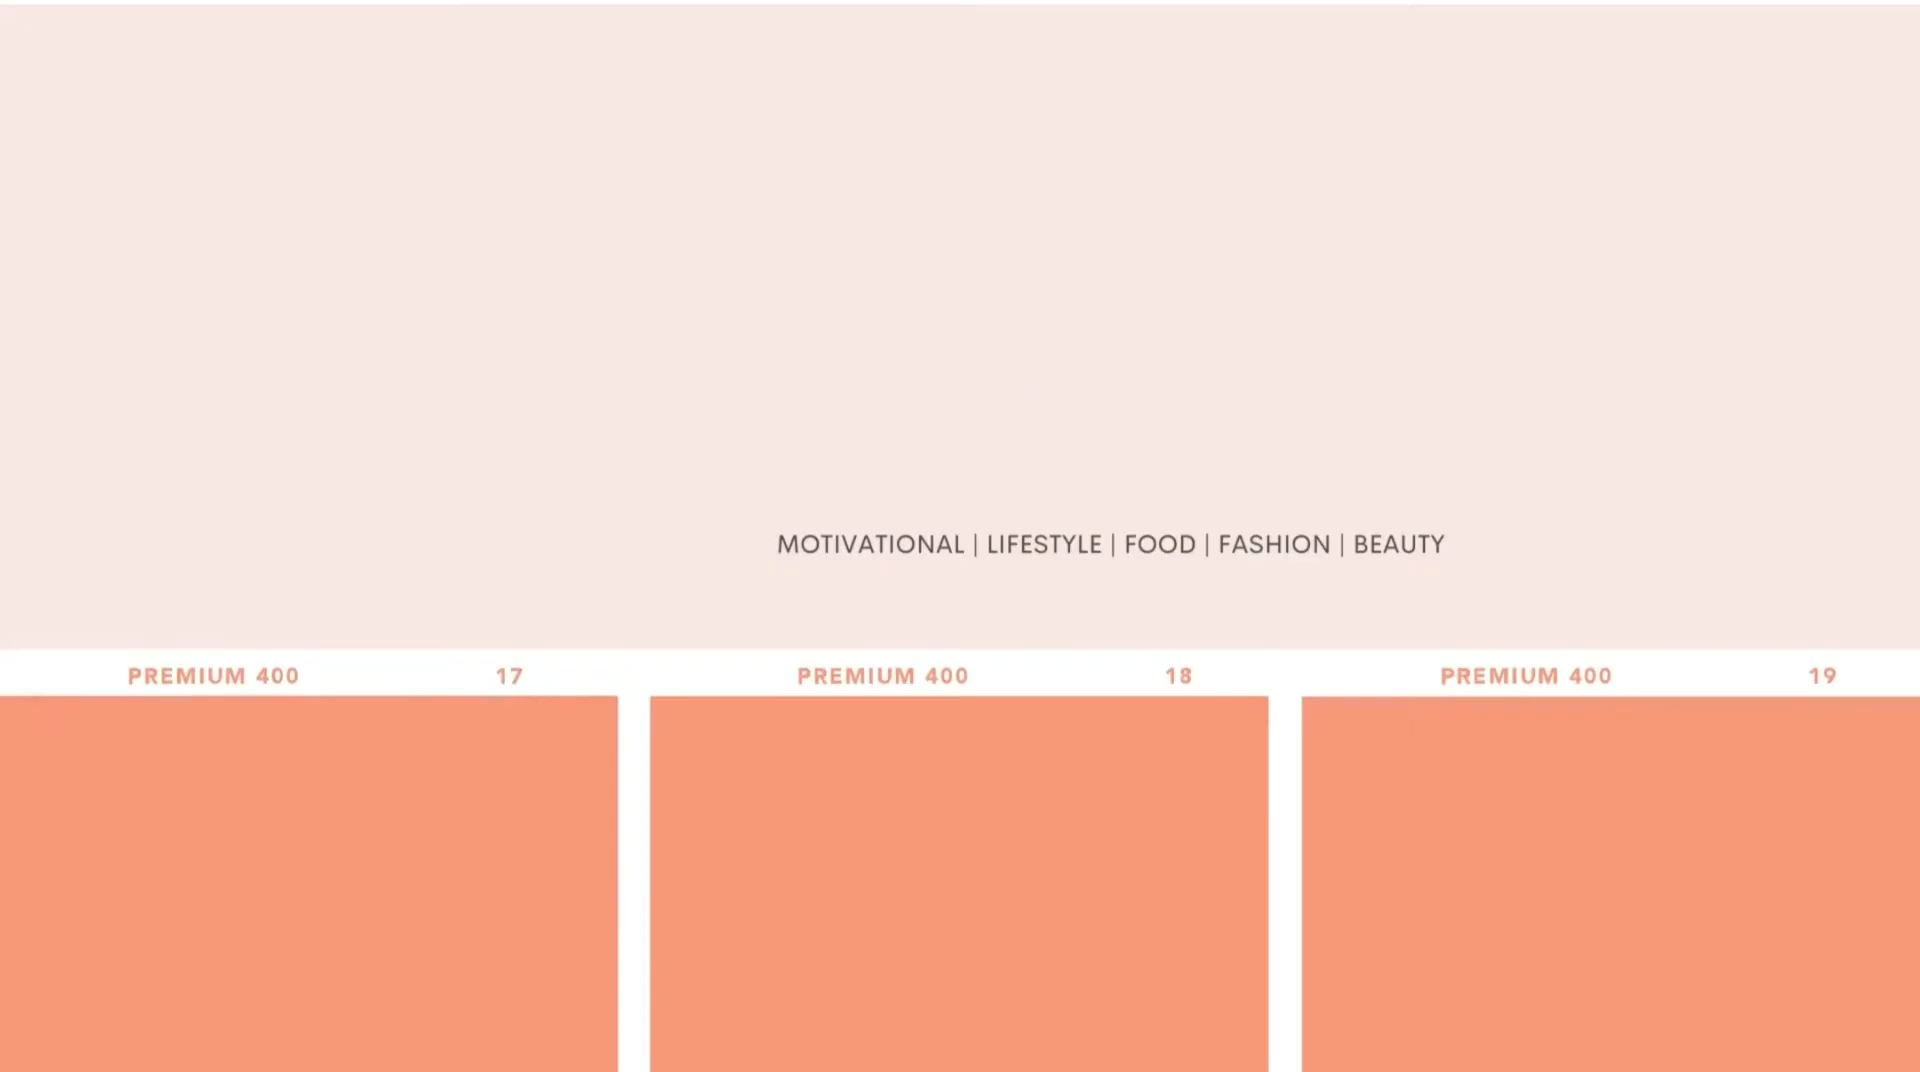 MOTIVATIONAL | LIFESTYLE | FOOD | FASHION | BEAUTY
PREMIUM 400 17 PREMIUM 400 18 PREMIUM 400 19